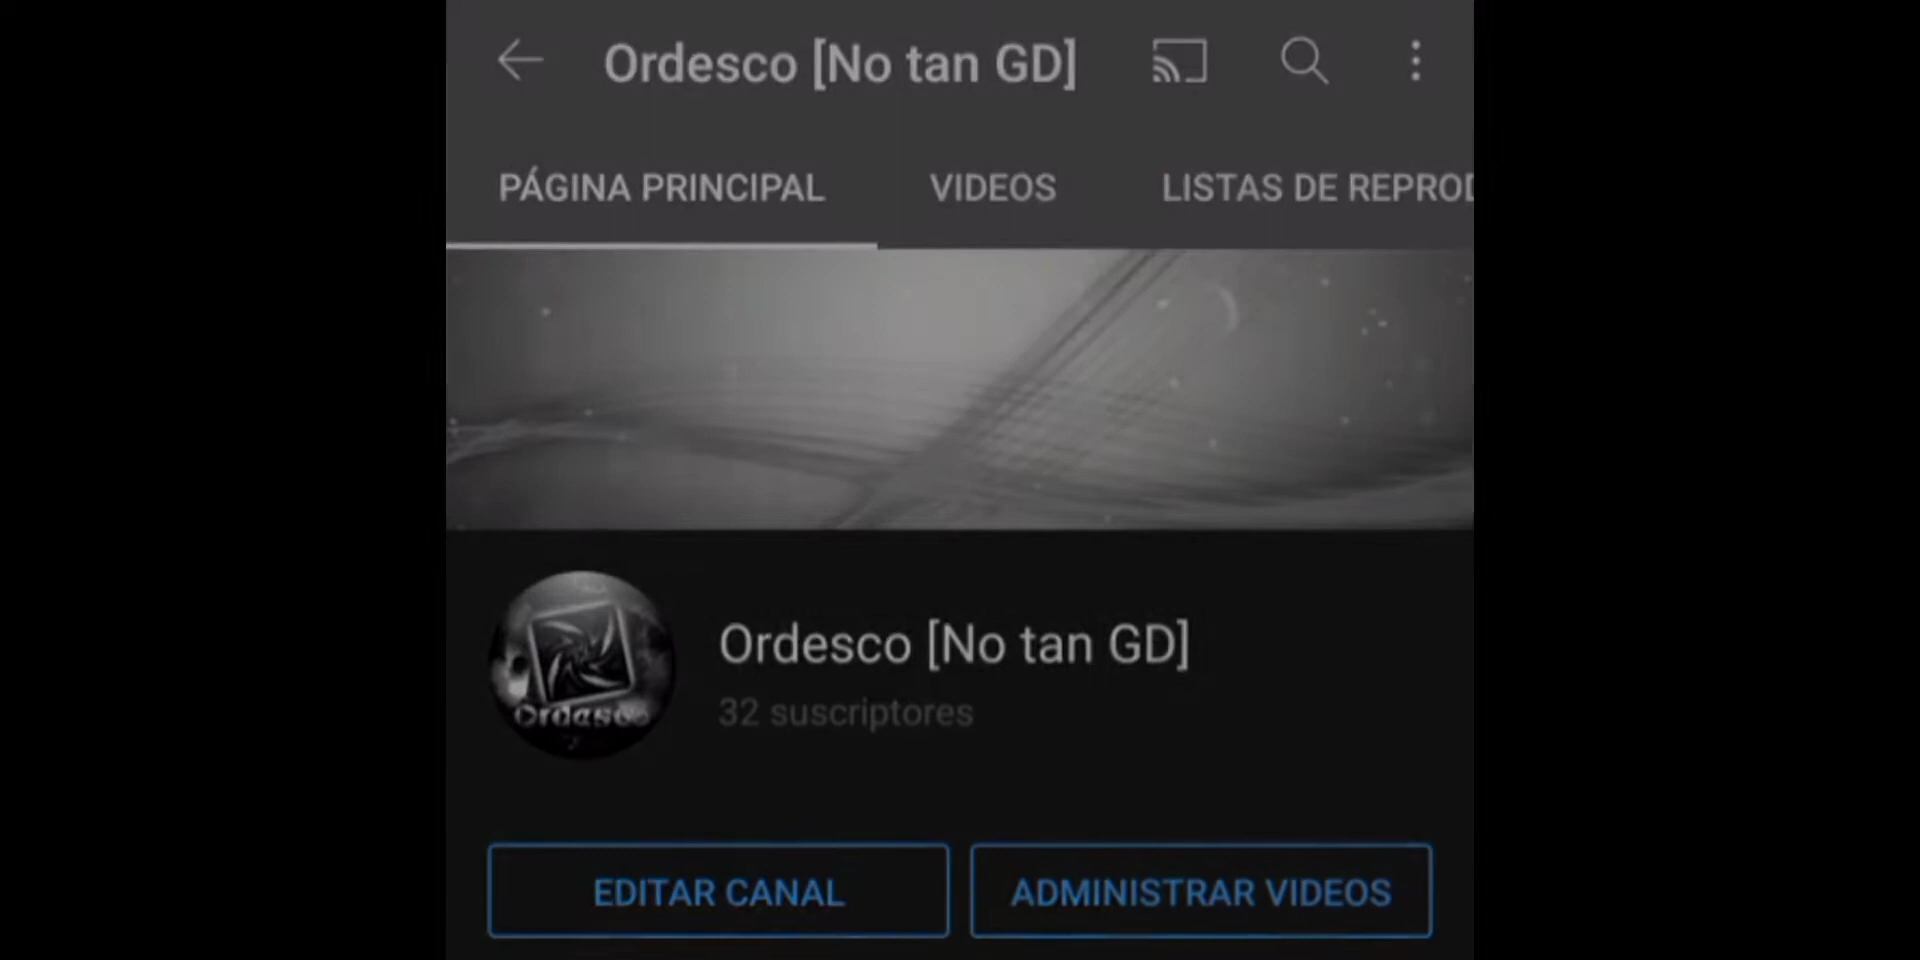 Ordesco [No tan GD]
PÁGINA PRINCIPAL VIDEOS LISTAS DE REPROD
Ordesco
Ordesco [No tan GD]
32 suscriptores
EDITAR CANAL ADMINISTRAR VIDEOS